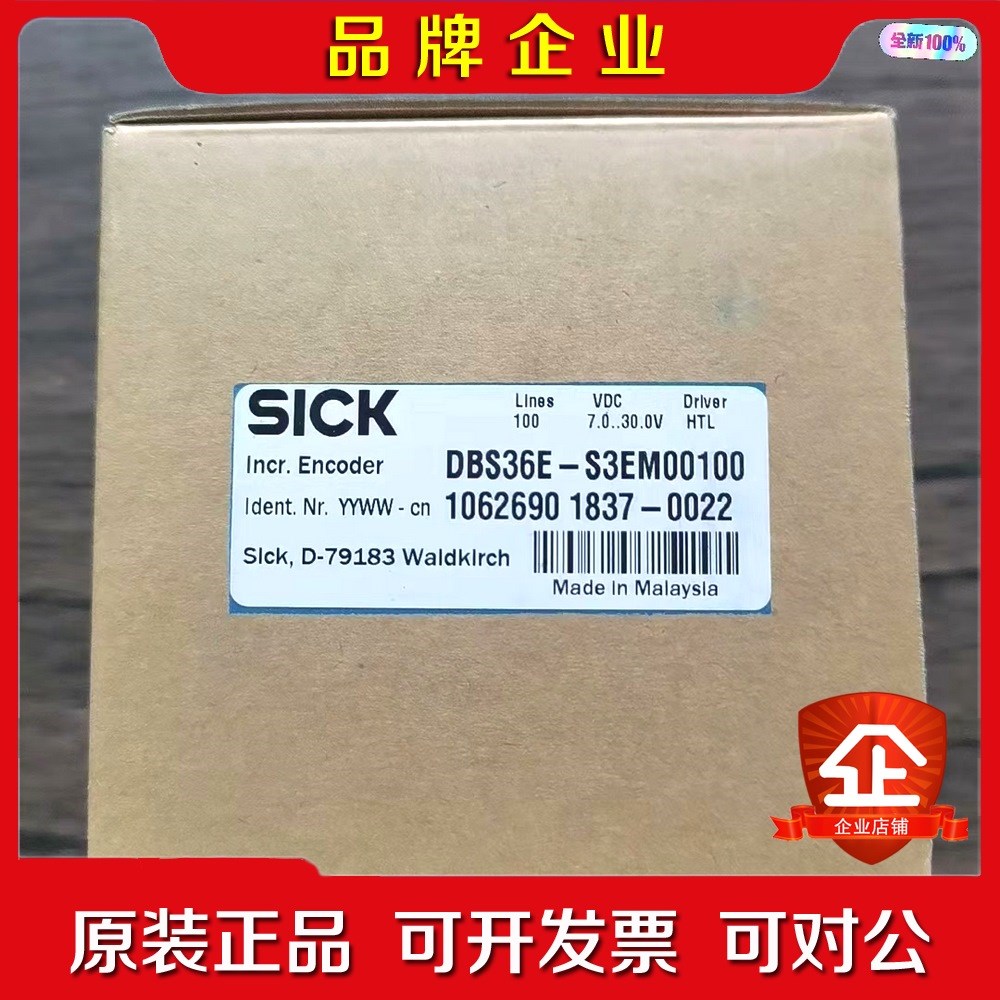 品牌企业
全新100%
SICK
Lines VDC Driver
100 7.0..30.0V HTL
Incr. Encoder DBS36E-S3EM00100
Ident. Nr. YYWW-cn 1062690 1837-0022
Sick, D-79183 Waldkirch
Made in Malaysia
企
企业店铺
原装正品 可开发票 可对公